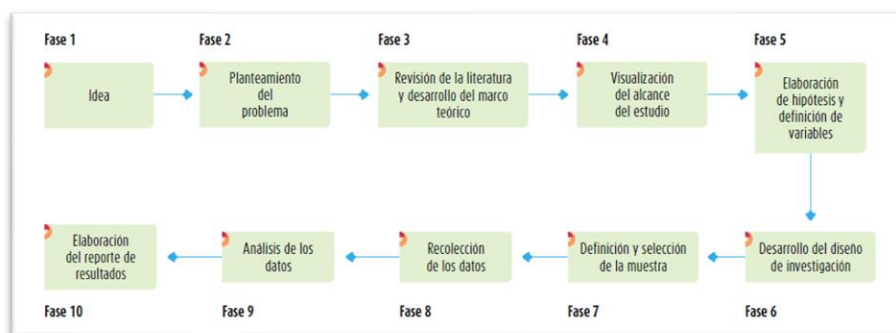 Fase 1
Fase 2
Fase 3
Fase 4
Fase 5
Idea
Planteamiento
del
problema
Revisión de la literatura
y desarrollo del marco
teórico
Visualización
del alcance
del estudio
Elaboración
de hipótesis y
definición de
variables
Elaboración
del reporte de
resultados
Análisis de los
datos
Recolección
de los datos
Definición y selección
de la muestra
Desarrollo del diseño
de investigación
Fase 10
Fase 9
Fase 8
Fase 7
Fase 6